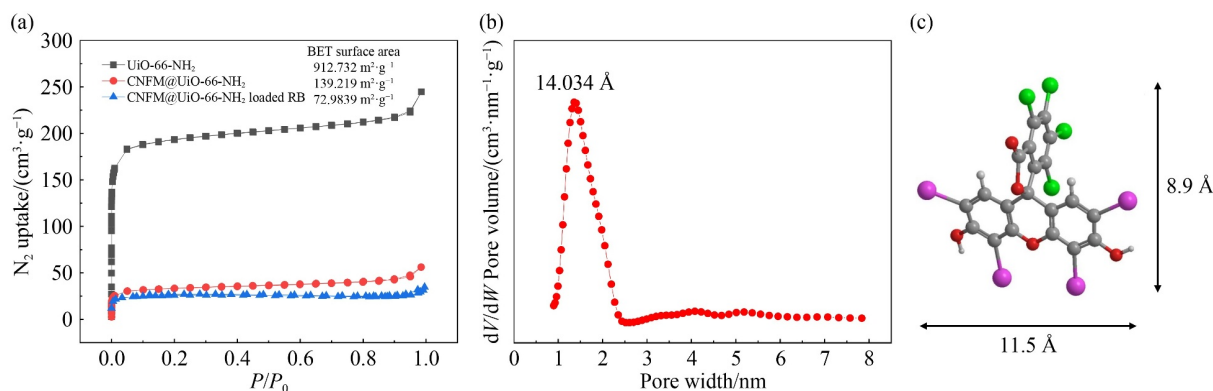 (a)
N₂ uptake/(cm³·g⁻¹)
300
250
200
150
100
50
0
UiO-66-NH₂
CNFM@UiO-66-NH₂
CNFM@UiO-66-NH₂ loaded RB
BET surface area
912.732 m²·g⁻¹
139.219 m²·g⁻¹
72.9839 m²·g⁻¹
0.0 0.2 0.4 0.6 0.8 1.0
P/P₀
(b)
dV/dW Pore volume/(cm³·nm⁻¹·g⁻¹)
14.034 Å
0 1 2 3 4 5 6 7 8
Pore width/nm
(c)
8.9 Å
11.5 Å